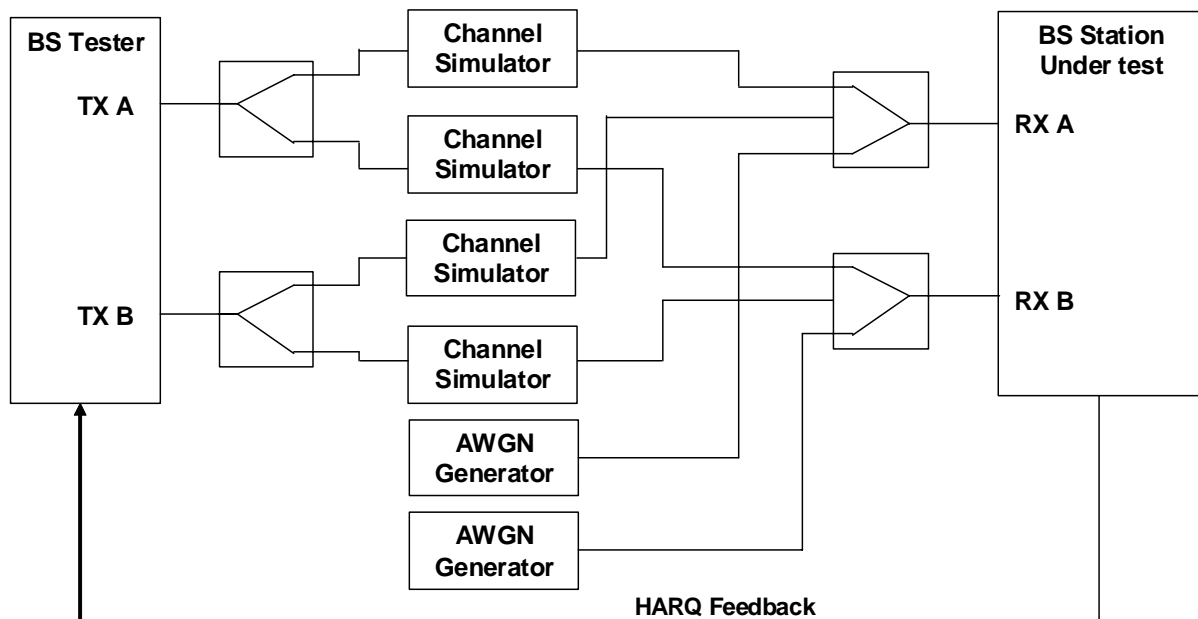 BS Tester
TX A
TX B
Channel
Simulator
Channel
Simulator
Channel
Simulator
Channel
Simulator
AWGN
Generator
AWGN
Generator
BS Station
Under test
RX A
RX B
HARQ Feedback